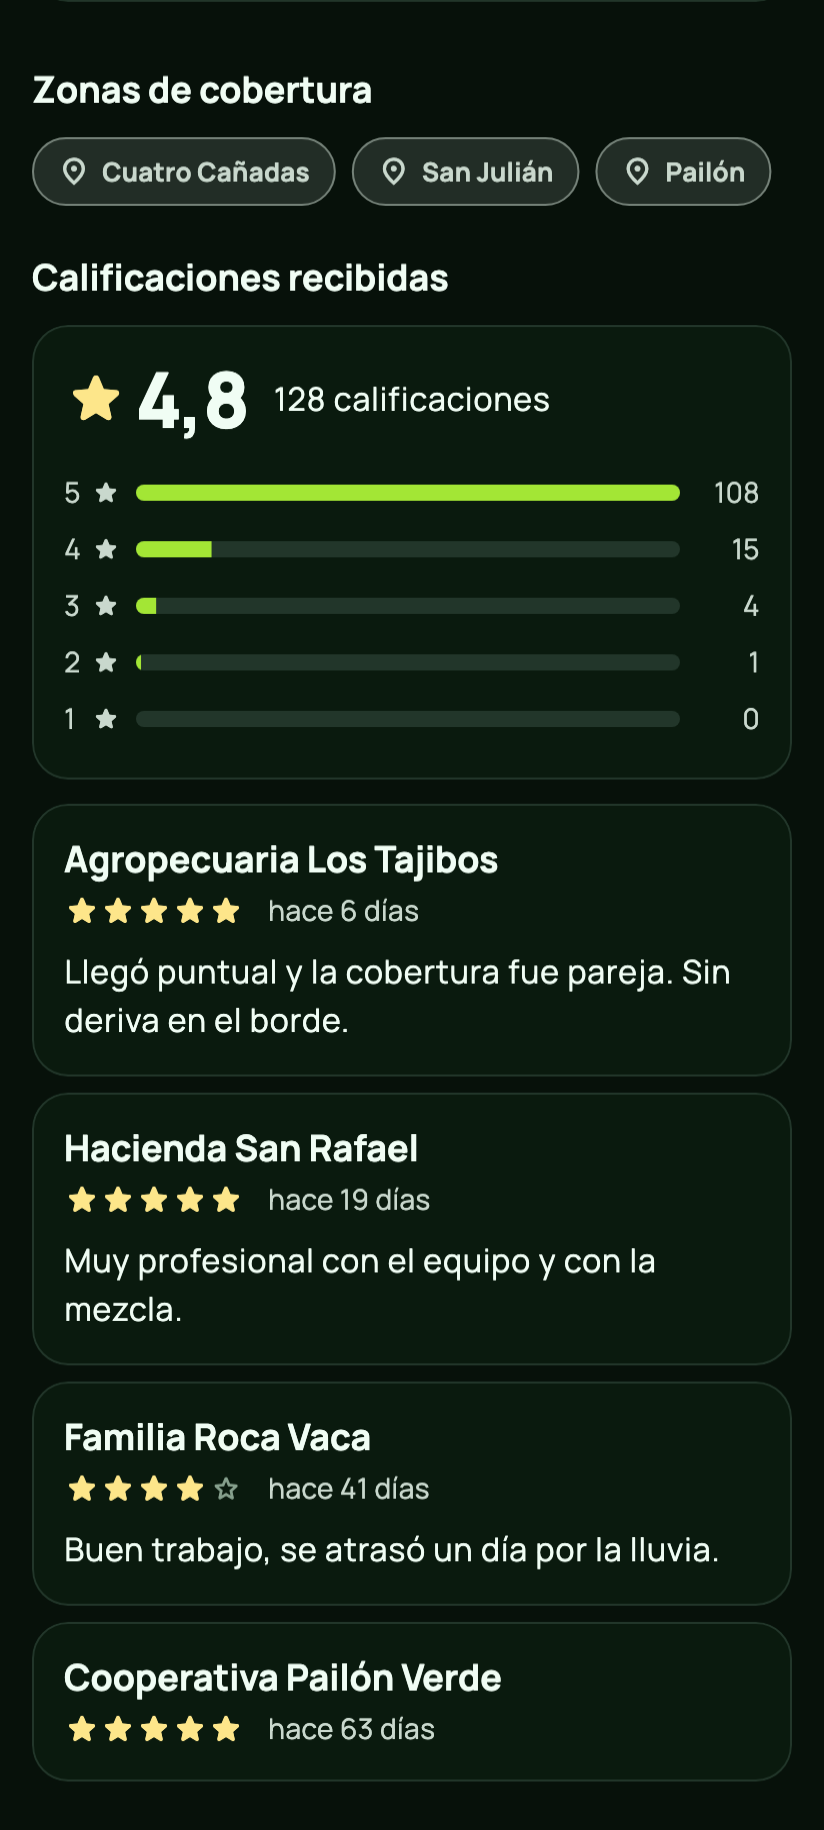 Zonas de cobertura
Cuatro Cañadas San Julián Pailón
Calificaciones recibidas
4,8 128 calificaciones
5 108
4 15
3 4
2 1
1 0
Agropecuaria Los Tajibos
hace 6 días
Llegó puntual y la cobertura fue pareja. Sin
deriva en el borde.
Hacienda San Rafael
hace 19 días
Muy profesional con el equipo y con la
mezcla.
Familia Roca Vaca
hace 41 días
Buen trabajo, se atrasó un día por la lluvia.
Cooperativa Pailón Verde
hace 63 días